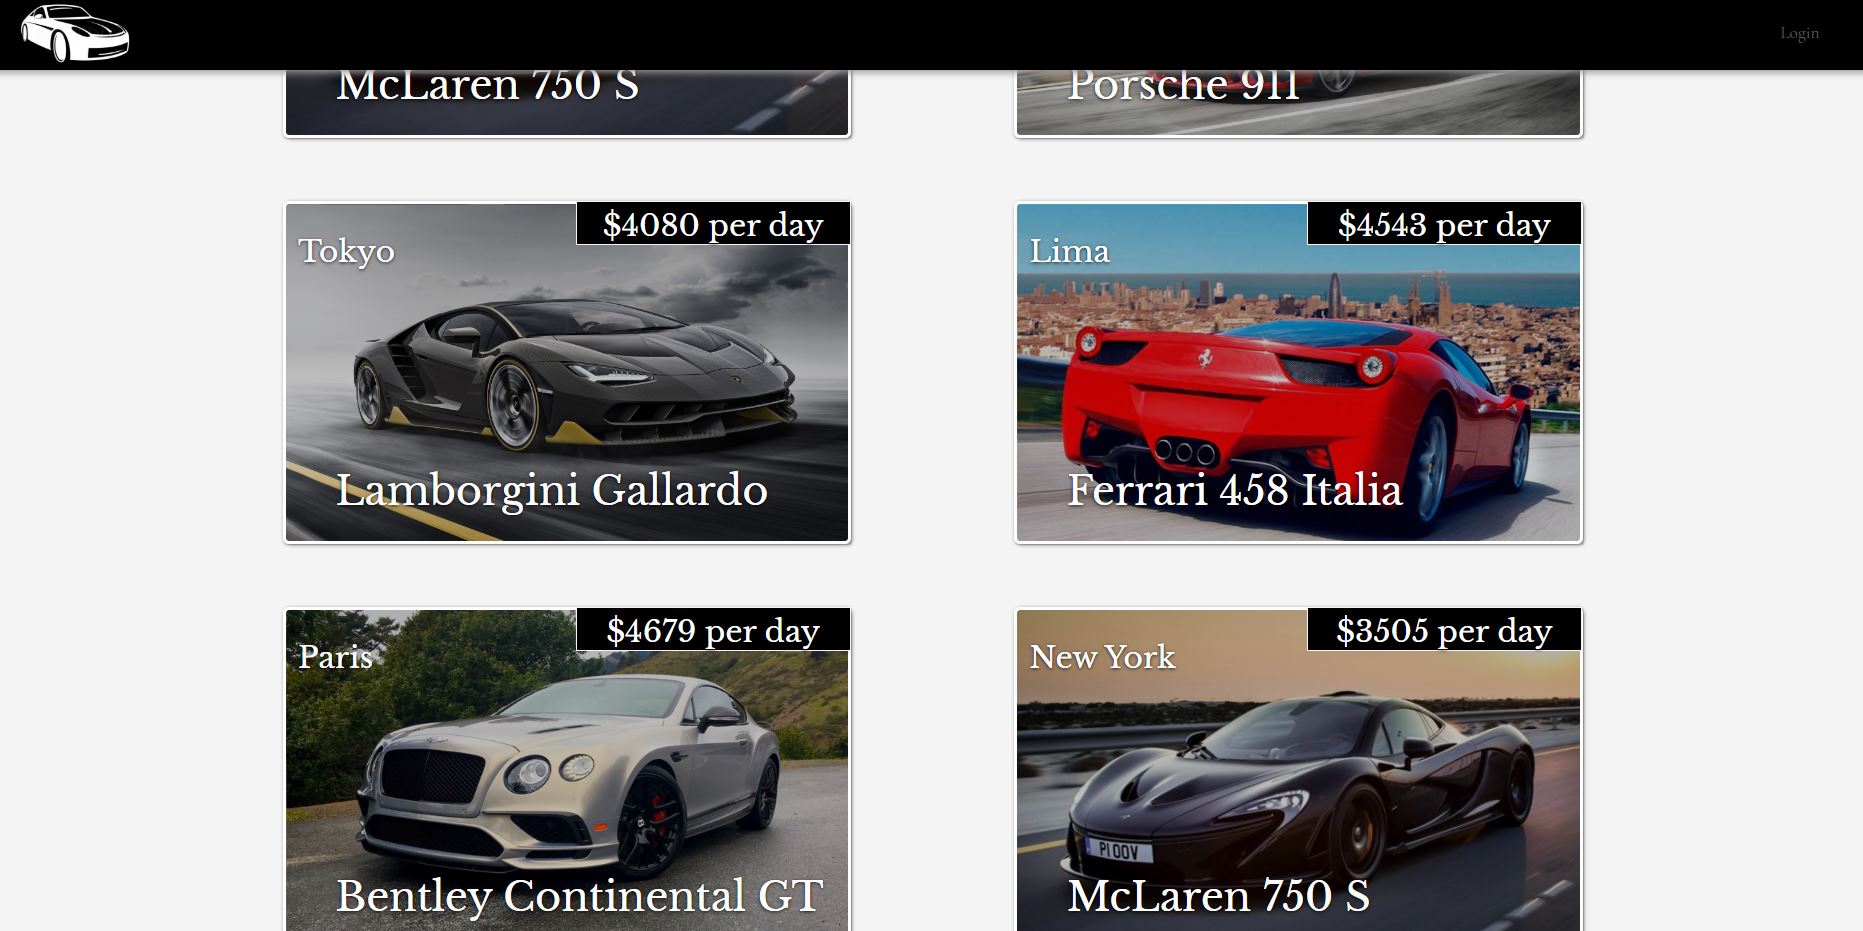 Login
McLaren 750 S
Porsche 911
$4080 per day
Tokyo
Lamborgini Gallardo
$4543 per day
Lima
Ferrari 458 Italia
$4679 per day
Paris
Bentley Continental GT
$3505 per day
New York
P1 OOV
McLaren 750 S